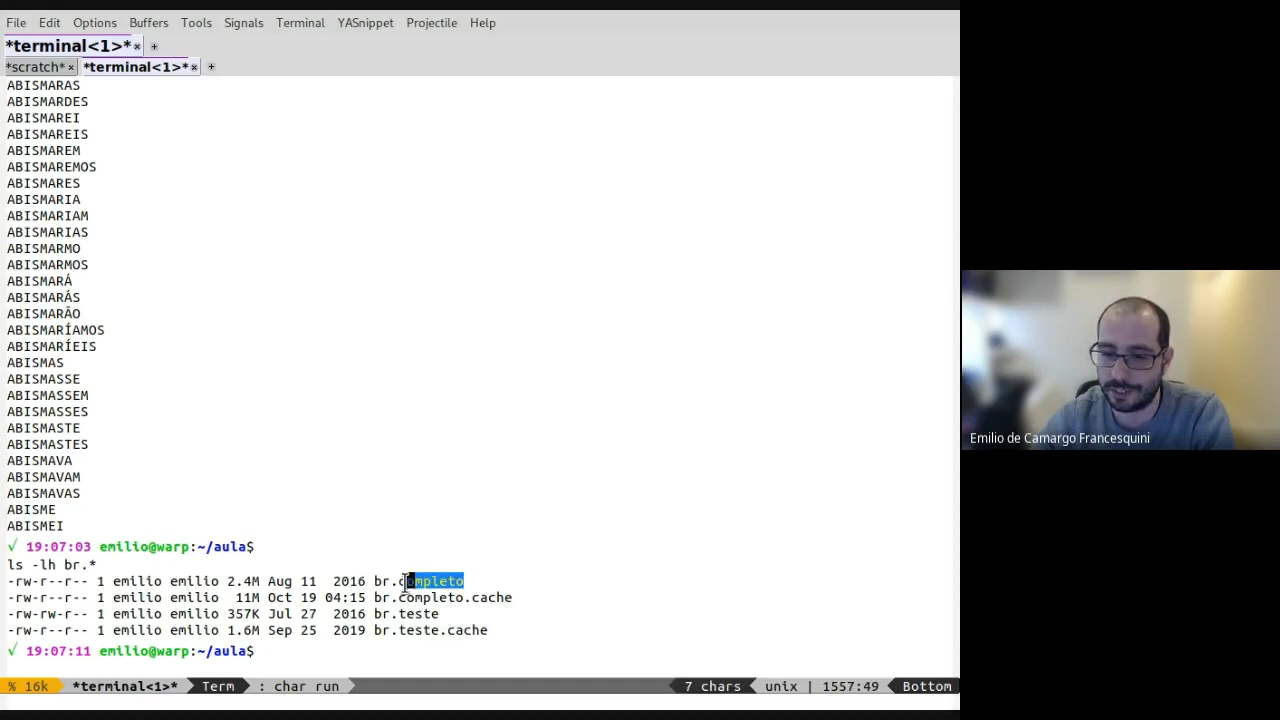 File Edit Options Buffers Tools Signals Terminal YASnippet Projectile Help
*terminal<1>* × +
*scratch* × *terminal<1>* × +
ABISMARAS
ABISMARDES
ABISMAREI
ABISMAREIS
ABISMAREM
ABISMAREMOS
ABISMARES
ABISMARIA
ABISMARIAM
ABISMARIAS
ABISMARMO
ABISMARMOS
ABISMARÁ
ABISMARÁS
ABISMARÃO
ABISMARÍAMOS
ABISMARÍEIS
ABISMAS
ABISMASSE
ABISMASSEM
ABISMASSES
ABISMASTE
ABISMASTES
ABISMAVA
ABISMAVAM
ABISMAVAS
ABISME
ABISMEI
√ 19:07:03 emilio@warp:~/aula$
ls -lh br.*
-rw-r--r-- 1 emilio emilio 2.4M Aug 11  2016 br.completo
-rw-r--r-- 1 emilio emilio  11M Oct 19 04:15 br.completo.cache
-rw-rw-r-- 1 emilio emilio 357K Jul 27  2016 br.teste
-rw-r--r-- 1 emilio emilio 1.6M Sep 25  2019 br.teste.cache
√ 19:07:11 emilio@warp:~/aula$
% 16k *terminal<1>* Term : char run 7 chars unix | 1557:49 Bottom
Emilio de Camargo Francesquini